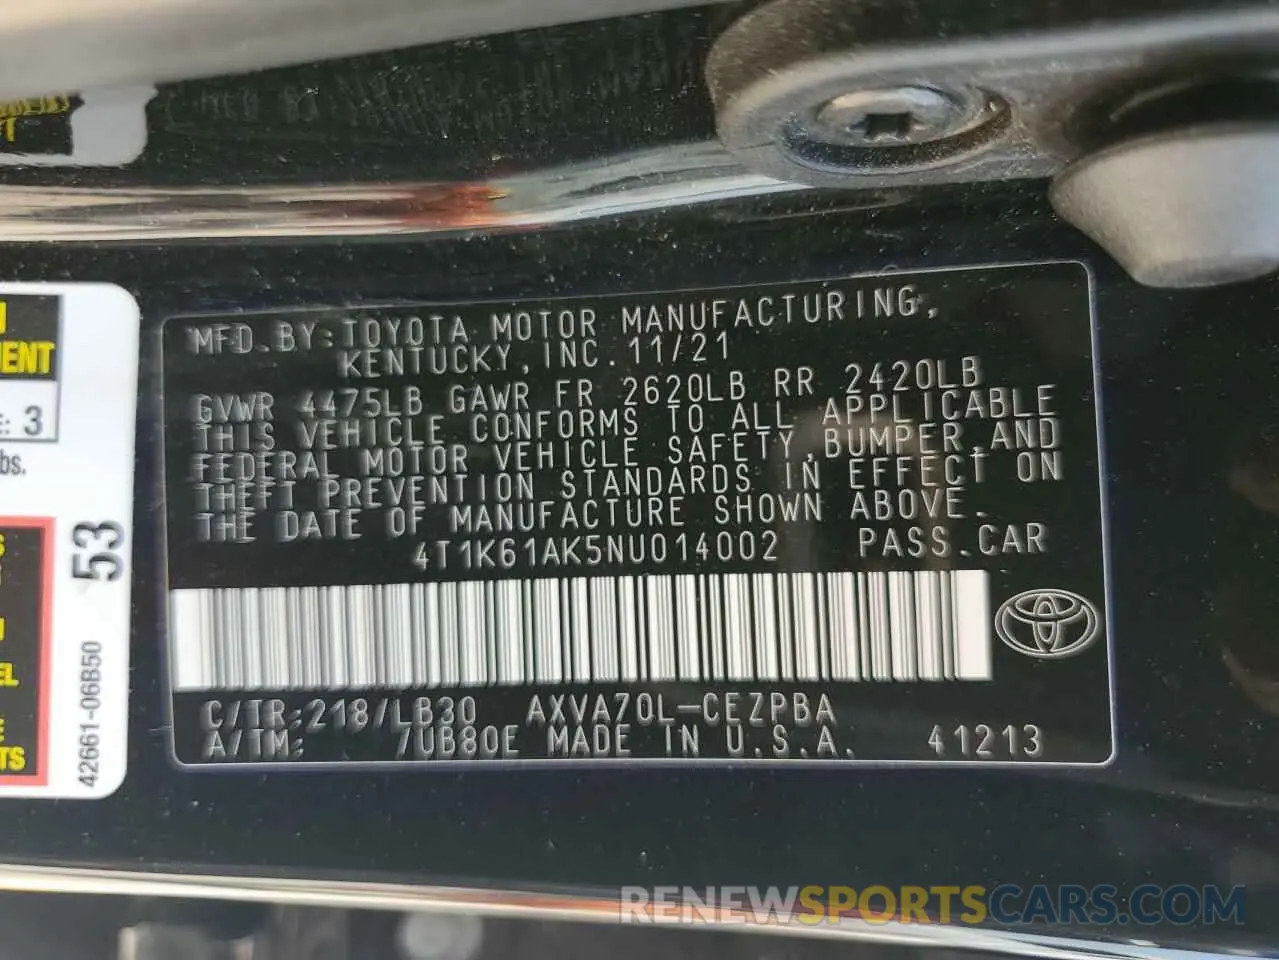 MFD. BY: TOYOTA MOTOR MANUFACTURING,
KENTUCKY, INC. 11/21
GVWR 4475LB GAWR FR 2620LB RR 2420LB
THIS VEHICLE CONFORMS TO ALL APPLICABLE
FEDERAL MOTOR VEHICLE SAFETY, BUMPER, AND
THEFT PREVENTION STANDARDS IN EFFECT ON
THE DATE OF MANUFACTURE SHOWN ABOVE.
4T1K61AK5NU014002 PASS.CAR
C/TR:218/LB30 AXVA70L-CEZPBA
A/TM: 7UB80E MADE IN U.S.A. 41213
3
bs.
53
42661-06B50
RENEWSPORTSCARS.COM